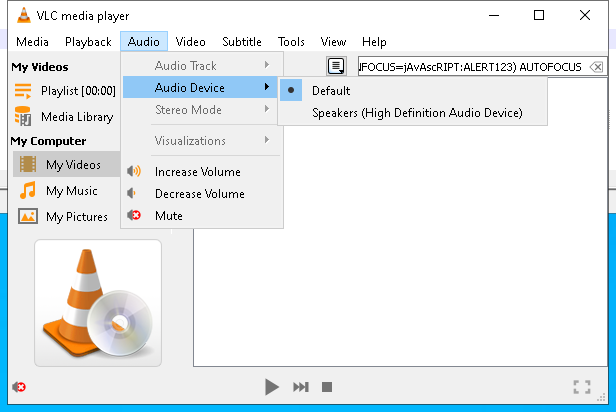 VLC media player
Media Playback Audio Video Subtitle Tools View Help
My Videos
Playlist [00:00]
Media Library
My Computer
My Videos
My Music
My Pictures
Audio Track
Audio Device
Stereo Mode
Visualizations
Increase Volume
Decrease Volume
Mute
Default
Speakers (High Definition Audio Device)
FOCUS=jAvAscRIPT:ALERT123) AUTOFOCUS